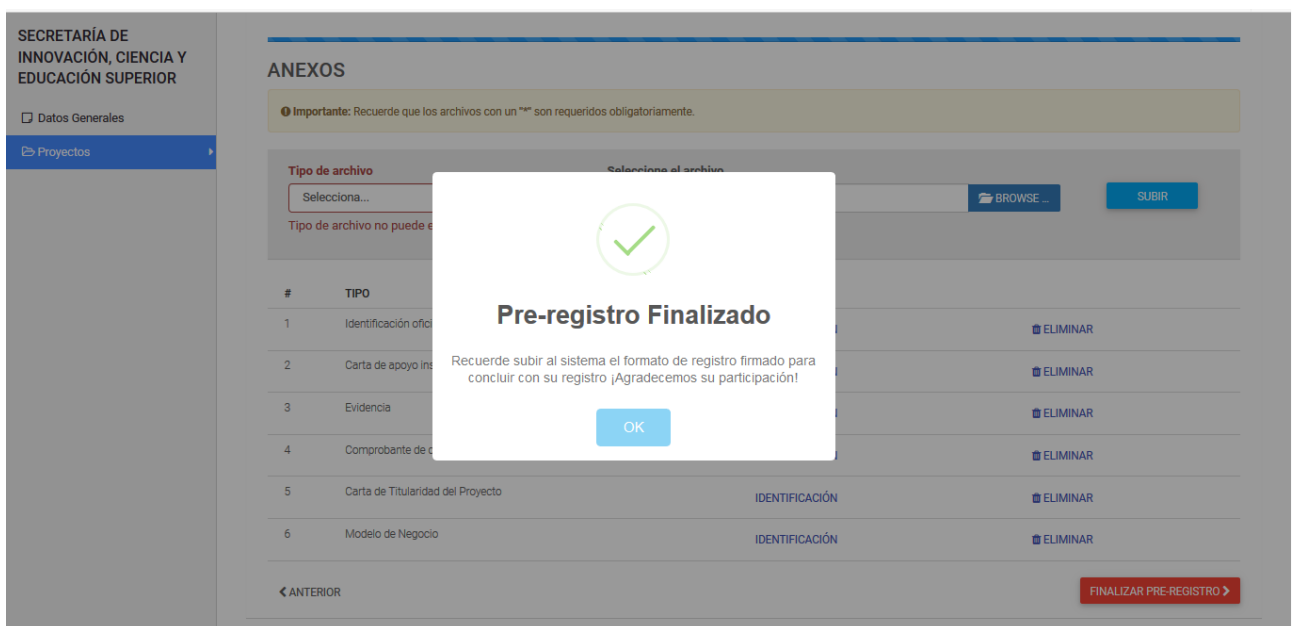 SECRETARÍA DE
INNOVACIÓN, CIENCIA Y
EDUCACIÓN SUPERIOR
Datos Generales
Proyectos
ANEXOS
Importante: Recuerde que los archivos con un "*" son requeridos obligatoriamente.
Tipo de archivo
Seleccione el archivo
Selecciona...
BROWSE ...
SUBIR
Tipo de archivo no puede
Pre-registro Finalizado
Recuerde subir al sistema el formato de registro firmado para
concluir con su registro ¡Agradecemos su participación!
OK
# TIPO
1 Identificación ELIMINAR
2 Carta de apoyo ELIMINAR
3 Evidencia ELIMINAR
4 Comprobante de ELIMINAR
5 Carta de Titularidad del Proyecto IDENTIFICACIÓN ELIMINAR
6 Modelo de Negocio IDENTIFICACIÓN ELIMINAR
ANTERIOR
FINALIZAR PRE-REGISTRO